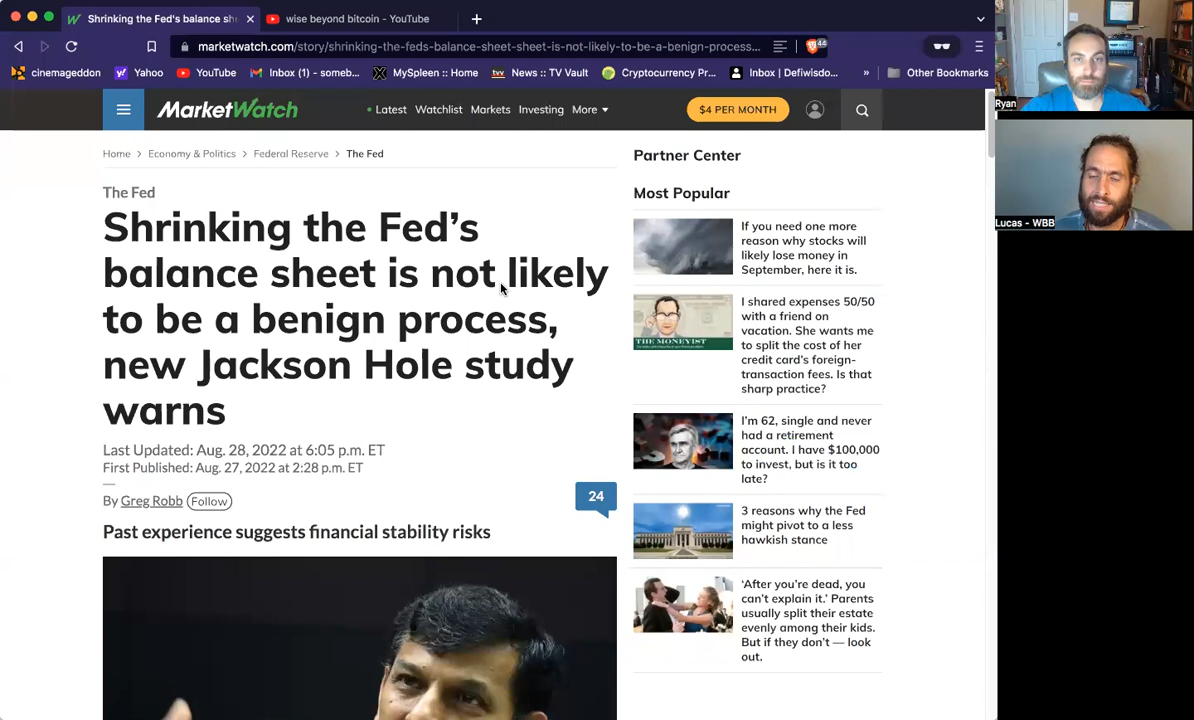 Shrinking the Fed's balance sh
wise beyond bitcoin - YouTube
marketwatch.com/story/shrinking-the-feds-balance-sheet-sheet-is-not-likely-to-be-a-benign-process...
44
cinemageddon
Yahoo
YouTube
Inbox (1) - someb...
MySpleen :: Home
News :: TV Vault
Cryptocurrency Pr...
Inbox | Defiwisdo...
»
Other Bookmarks
MarketWatch
Latest
Watchlist
Markets
Investing
More
$4 PER MONTH
Home > Economy & Politics > Federal Reserve > The Fed
The Fed
Shrinking the Fed's
balance sheet is not likely
to be a benign process,
new Jackson Hole study
warns
Last Updated: Aug. 28, 2022 at 6:05 p.m. ET
First Published: Aug. 27, 2022 at 2:28 p.m. ET
By Greg Robb Follow
24
Past experience suggests financial stability risks
Partner Center
Most Popular
If you need one more
reason why stocks will
likely lose money in
September, here it is.
THE MONEYIST
I shared expenses 50/50
with a friend on
vacation. She wants me
to split the cost of her
credit card's foreign-
transaction fees. Is that
sharp practice?
I'm 62, single and never
had a retirement
account. I have $100,000
to invest, but is it too
late?
3 reasons why the Fed
might pivot to a less
hawkish stance
'After you're dead, you
can't explain it.' Parents
usually split their estate
evenly among their kids.
But if they don't — look
out.
Ryan
Lucas - WBB